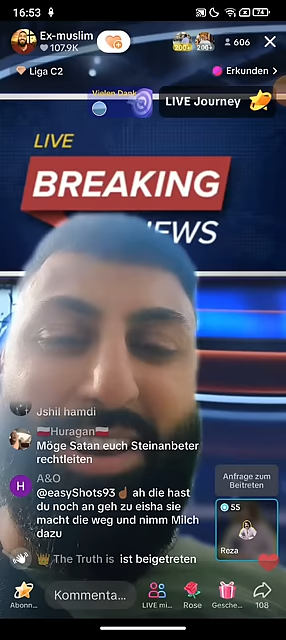 16:53
74
Ex-muslim
107.9K
200+
200+
606
Liga C2
Erkunden >
Vielen Dank
LIVE Journey
LIVE
BREAKING
NEWS
Jshil hamdi
Huragan
Möge Satan euch Steinanbeter
rechtleiten
H
A&O
@easyShots93 ah die hast
du noch an geh zu eisha sie
macht die weg und nimm Milch
dazu
The Truth is ist beigetreten
Anfrage zum
Beitreten
55
Reza
Abonn...
Kommenta...
LIVE mi...
Rose
Gesche...
108